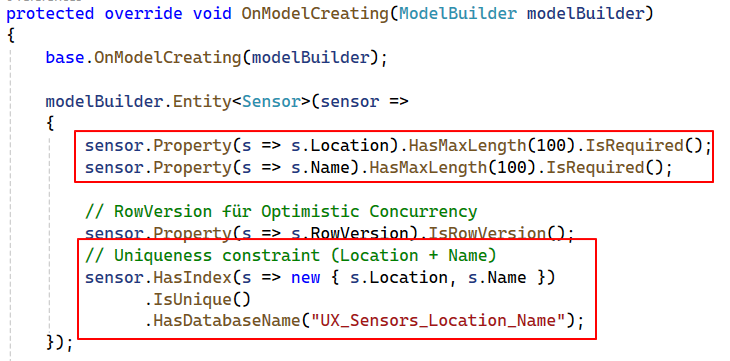 protected override void OnModelCreating(ModelBuilder modelBuilder)
{
    base.OnModelCreating(modelBuilder);

    modelBuilder.Entity<Sensor>(sensor =>
    {
        sensor.Property(s => s.Location).HasMaxLength(100).IsRequired();
        sensor.Property(s => s.Name).HasMaxLength(100).IsRequired();

        // RowVersion für Optimistic Concurrency
        sensor.Property(s => s.RowVersion).IsRowVersion();
        // Uniqueness constraint (Location + Name)
        sensor.HasIndex(s => new { s.Location, s.Name })
            .IsUnique()
            .HasDatabaseName("UX_Sensors_Location_Name");
    });